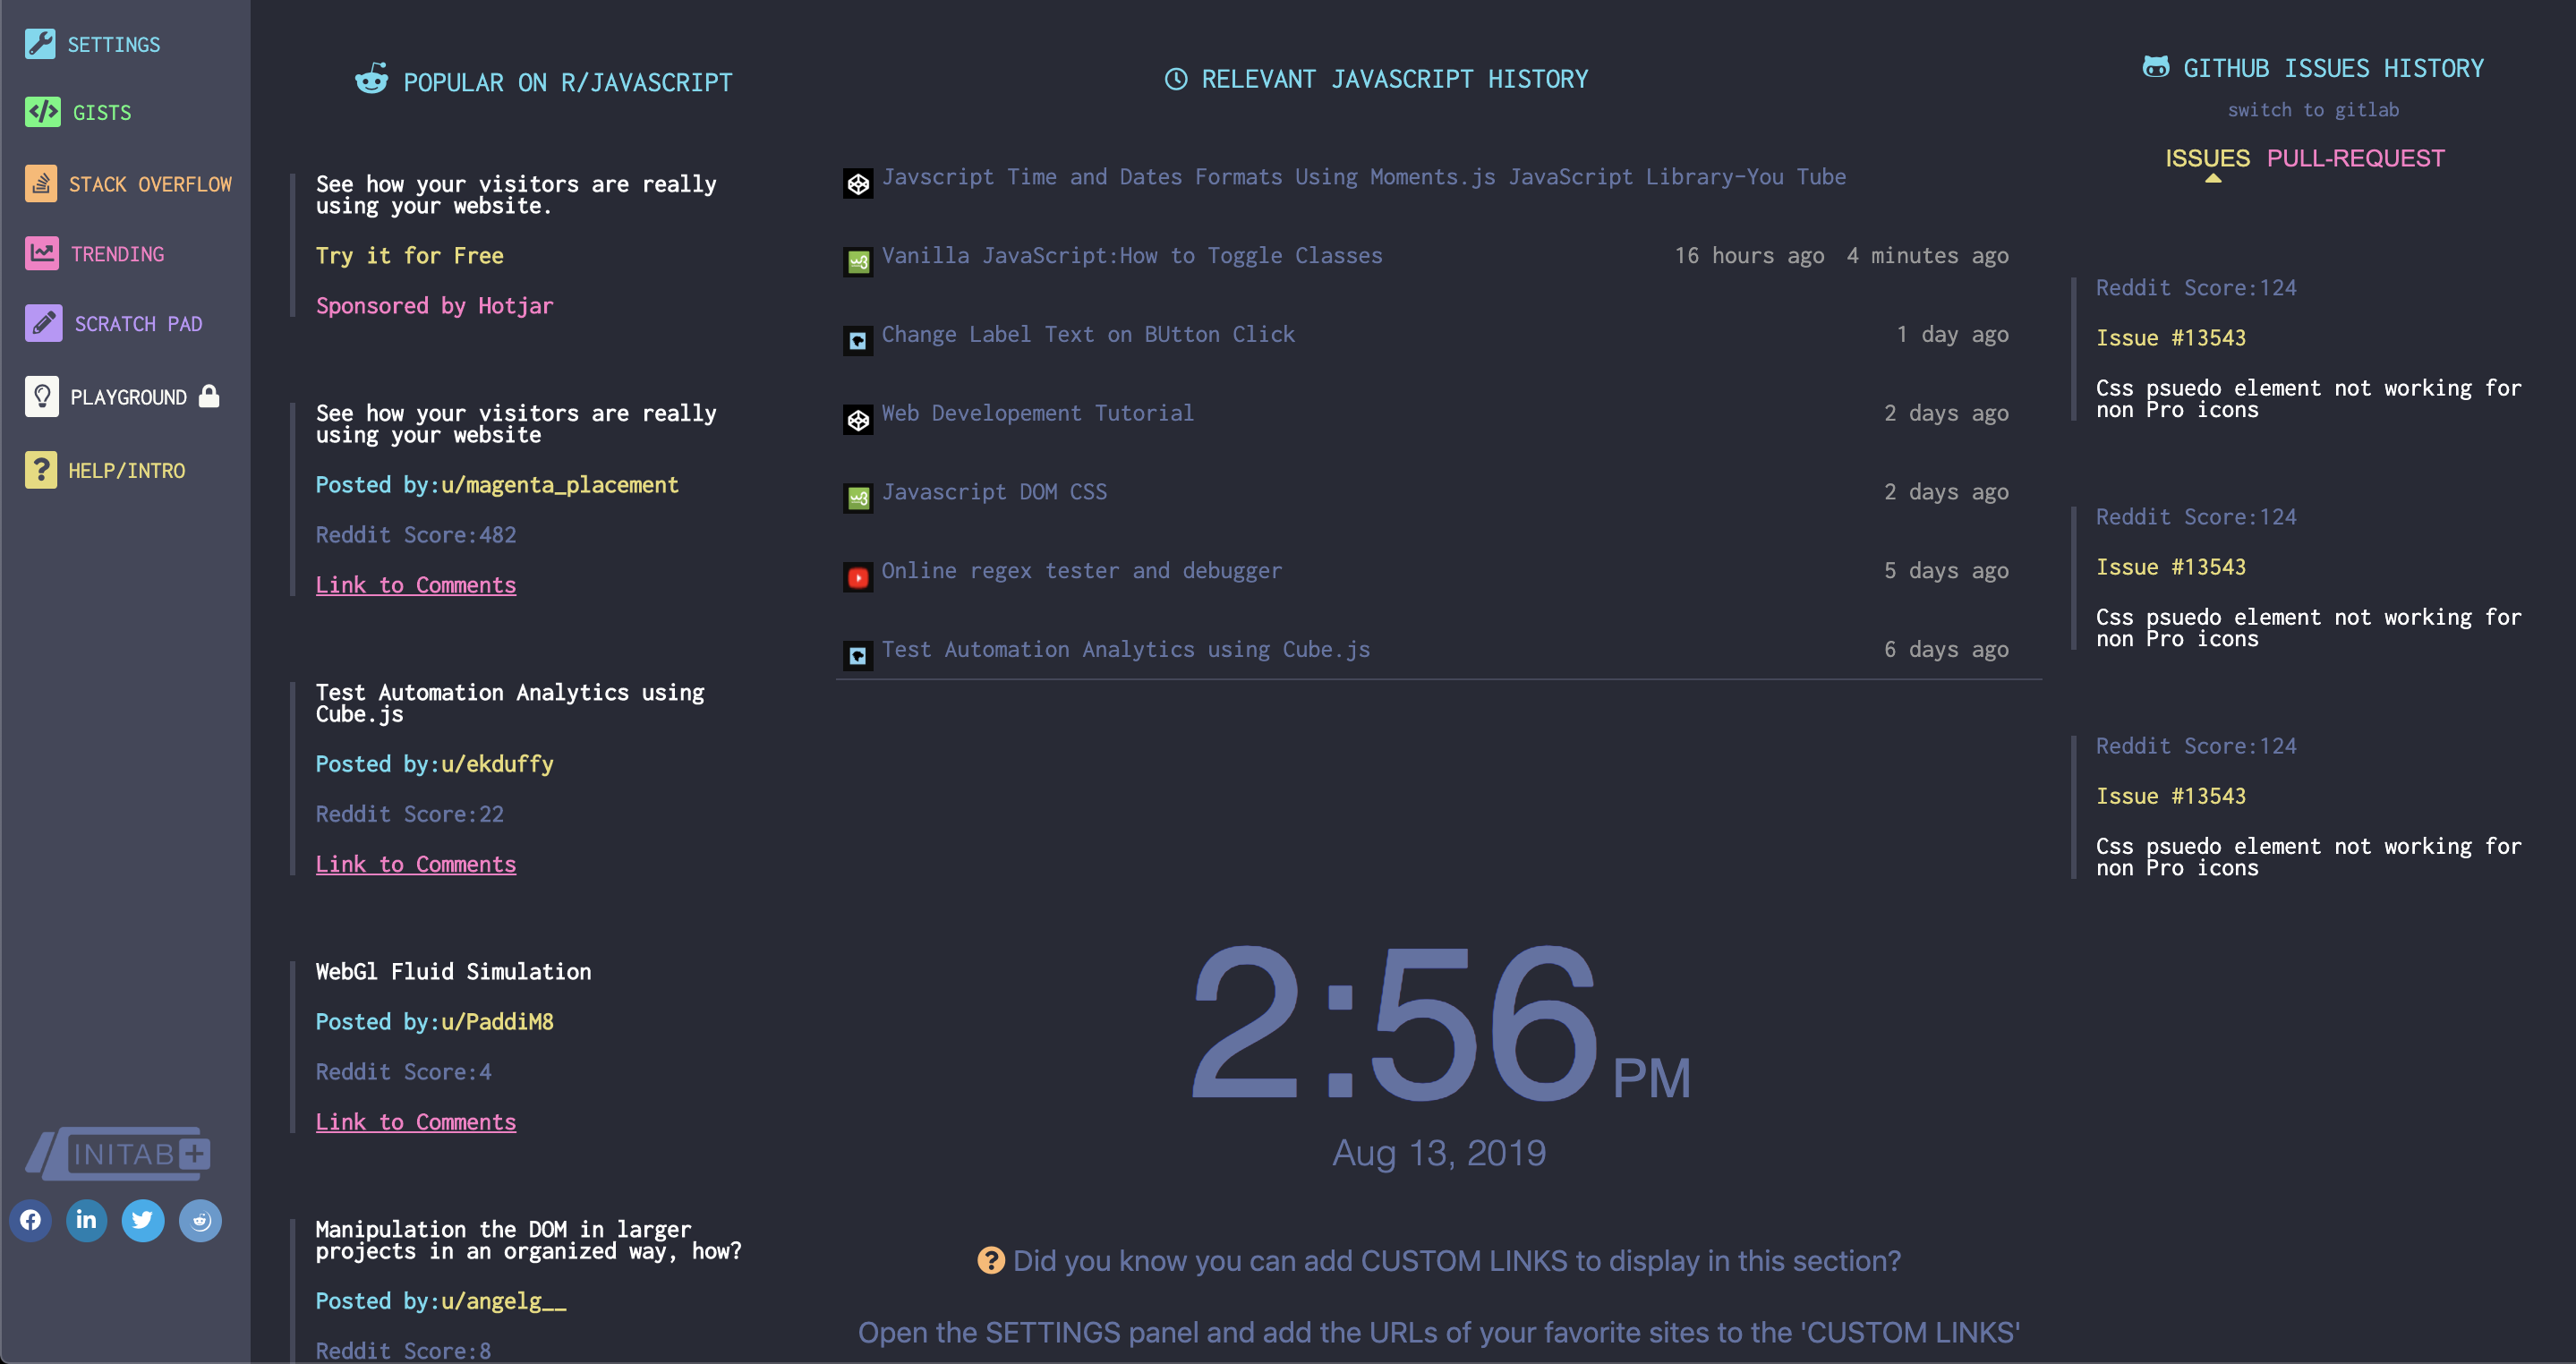 SETTINGS
GISTS
STACK OVERFLOW
TRENDING
SCRATCH PAD
PLAYGROUND
HELP/INTRO
INITAB
POPULAR ON R/JAVASCRIPT
See how your visitors are really
using your website.
Try it for Free
Sponsored by Hotjar
See how your visitors are really
using your website
Posted by:u/magenta_placement
Reddit Score:482
Link to Comments
Test Automation Analytics using
Cube.js
Posted by:u/ekduffy
Reddit Score:22
Link to Comments
WebGl Fluid Simulation
Posted by:u/PaddiM8
Reddit Score:4
Link to Comments
Manipulation the DOM in larger
projects in an organized way, how?
Posted by:u/angelg__
Reddit Score:8
RELEVANT JAVASCRIPT HISTORY
Javscript Time and Dates Formats Using Moments.js JavaScript Library-You Tube
Vanilla JavaScript:How to Toggle Classes 16 hours ago 4 minutes ago
Change Label Text on BUtton Click 1 day ago
Web Developement Tutorial 2 days ago
Javascript DOM CSS 2 days ago
Online regex tester and debugger 5 days ago
Test Automation Analytics using Cube.js 6 days ago
2:56 PM
Aug 13, 2019
Did you know you can add CUSTOM LINKS to display in this section?
Open the SETTINGS panel and add the URLs of your favorite sites to the 'CUSTOM LINKS'
GITHUB ISSUES HISTORY
switch to gitlab
ISSUES PULL-REQUEST
Reddit Score:124
Issue #13543
Css psuedo element not working for
non Pro icons
Reddit Score:124
Issue #13543
Css psuedo element not working for
non Pro icons
Reddit Score:124
Issue #13543
Css psuedo element not working for
non Pro icons